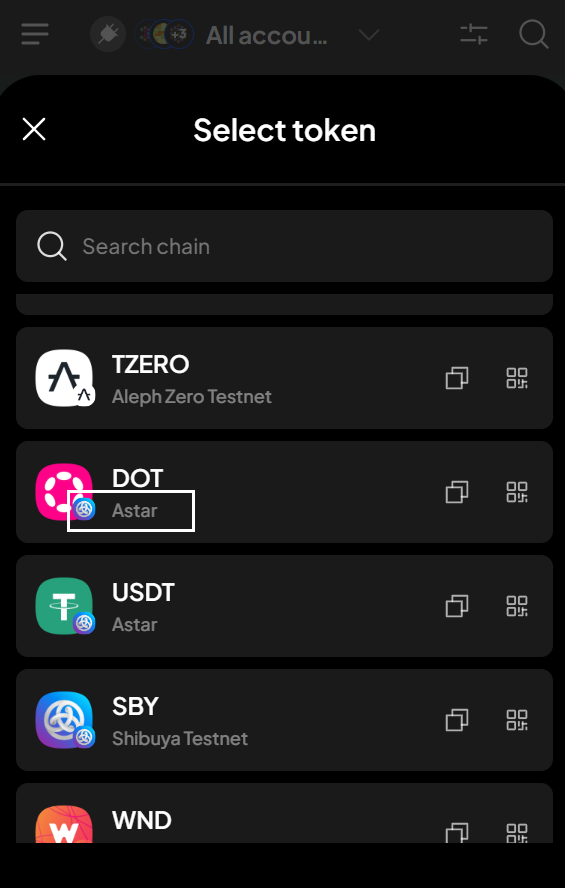 +3 All accou...
Select token
Search chain
TZERO
Aleph Zero Testnet
DOT
Astar
USDT
Astar
SBY
Shibuya Testnet
WND